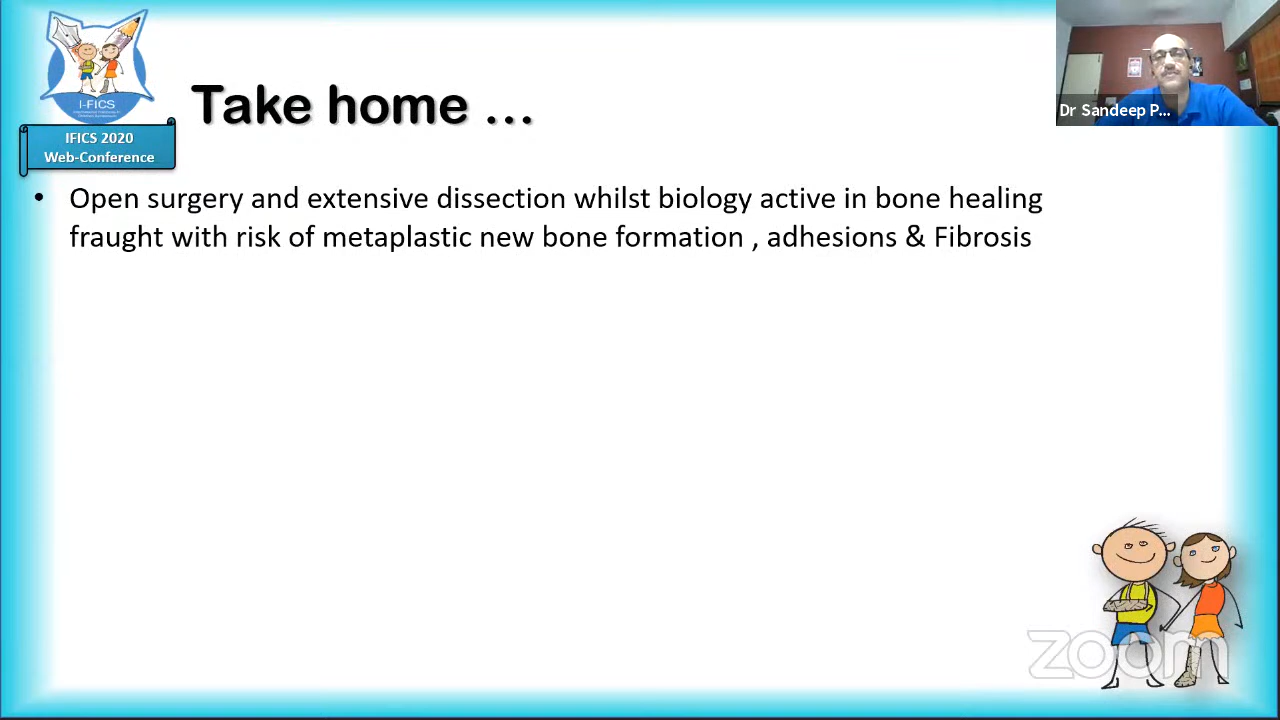 I-FICS
IFICS 2020
Web-Conference
Take home ...
Dr Sandeep P...
• Open surgery and extensive dissection whilst biology active in bone healing
fraught with risk of metaplastic new bone formation , adhesions & Fibrosis
zoom